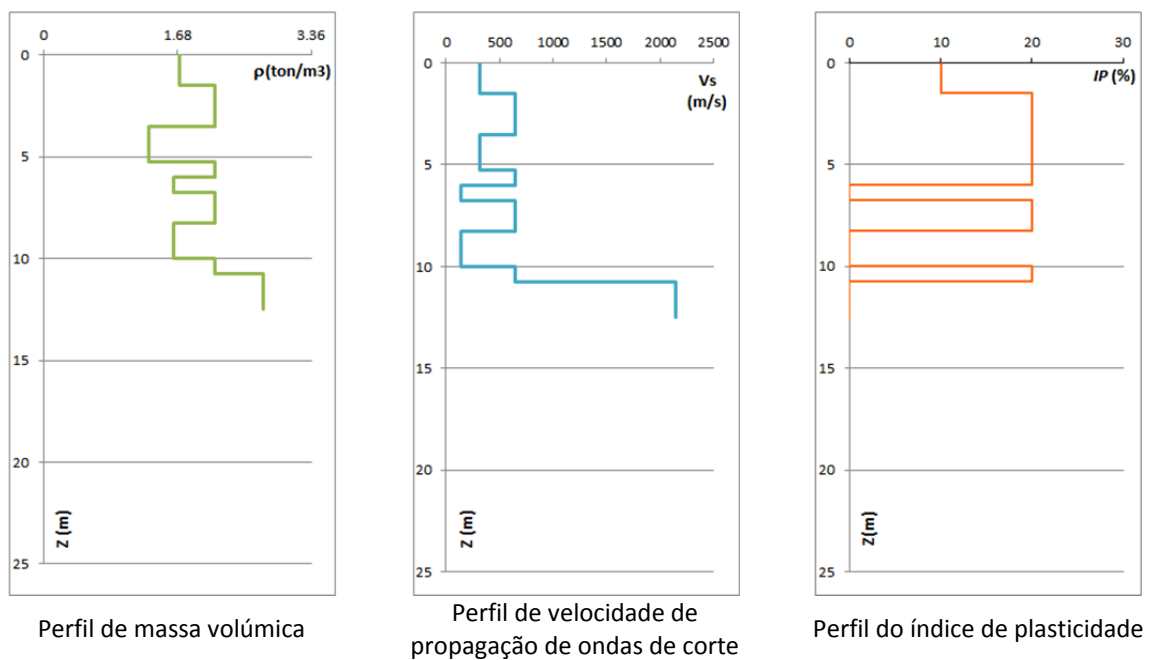 0 1.68 3.36
ρ(ton/m3)
0
5
10
15
20
25
Z (m)
Perfil de massa volúmica
0 500 1000 1500 2000 2500
Vs
(m/s)
0
5
10
15
20
25
Z (m)
Perfil de velocidade de
propagação de ondas de corte
0 10 20 30
IP (%)
0
5
10
15
20
25
Z(m)
Perfil do índice de plasticidade